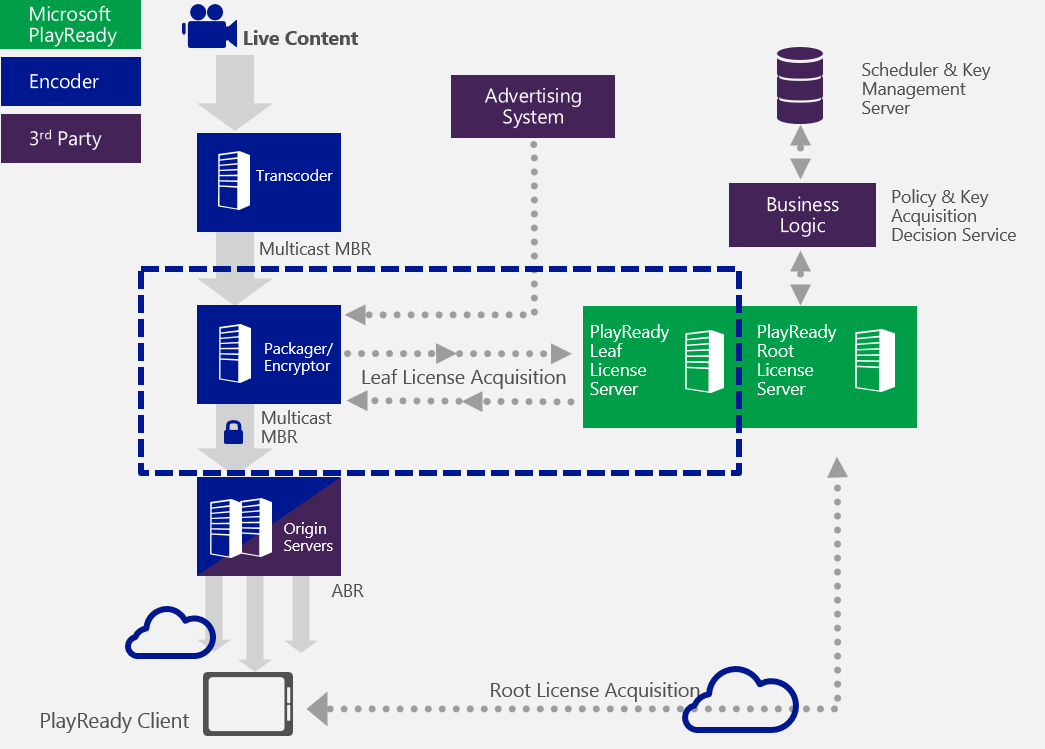 Microsoft
PlayReady
Encoder
3rd Party
Live Content
Advertising
System
Scheduler & Key
Management
Server
Transcoder
Business
Logic
Policy & Key
Acquisition
Decision Service
Multicast MBR
Packager/
Encryptor
Leaf License Acquisition
PlayReady
Leaf
License
Server
PlayReady
Root
License
Server
Multicast
MBR
Origin
Servers
ABR
Root License Acquisition
PlayReady Client